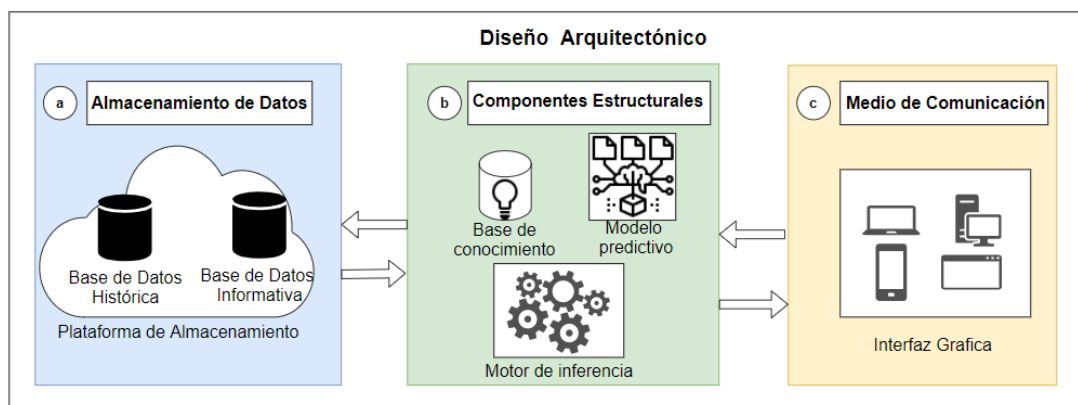 Diseño Arquitectónico
a
Almacenamiento de Datos
Base de Datos
Histórica
Base de Datos
Informativa
Plataforma de Almacenamiento
b
Componentes Estructurales
Base de
conocimiento
Modelo
predictivo
Motor de inferencia
c
Medio de Comunicación
Interfaz Grafica